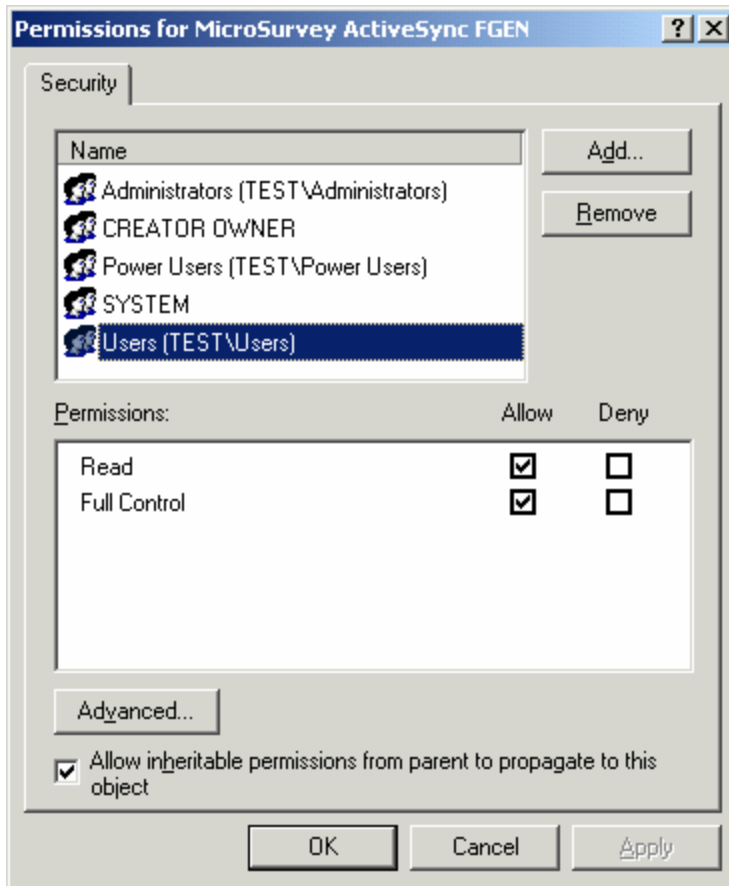 Permissions for MicroSurvey ActiveSync FGEN
Security
Name
Add...
Administrators (TEST\Administrators)
Remove
CREATOR OWNER
Power Users (TEST\Power Users)
SYSTEM
Users (TEST\Users)
Permissions: Allow Deny
Read
Full Control
Advanced...
Allow inheritable permissions from parent to propagate to this
object
OK Cancel Apply